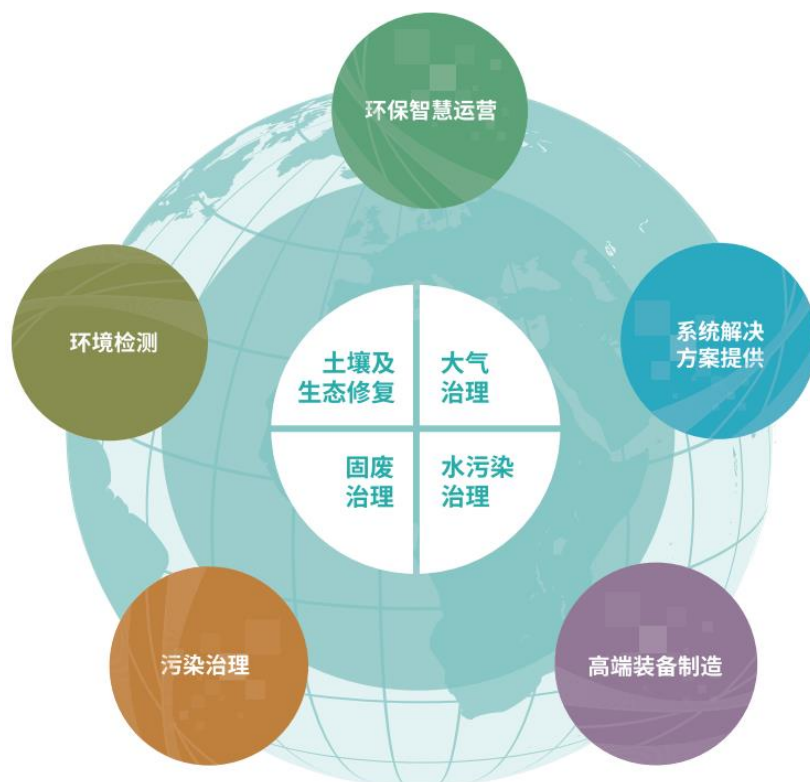 环保智慧运营
环境检测
系统解决
方案提供
土壤及
生态修复
大气
治理
固废
治理
水污染
治理
污染治理
高端装备制造